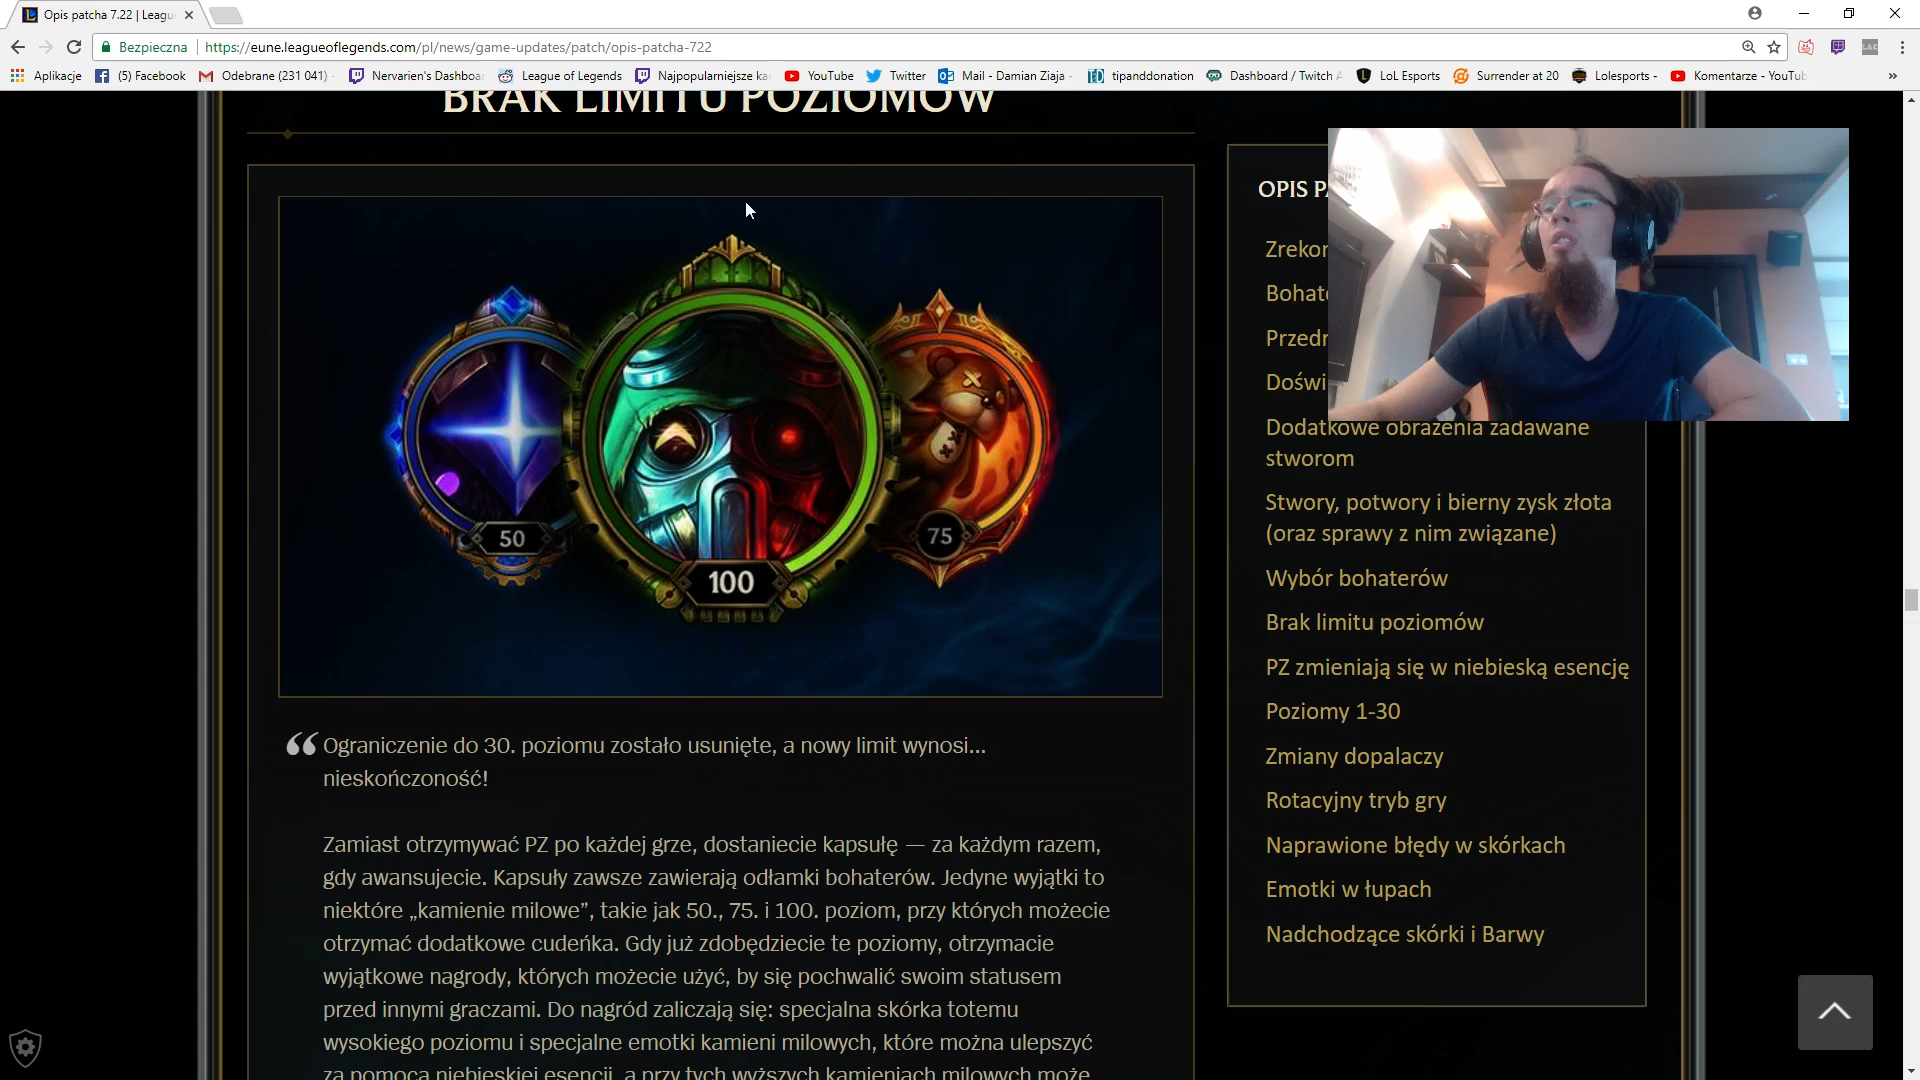 Opis patcha 7.22 | Leagu
Bezpieczna
https://eune.leagueoflegends.com/pl/news/game-updates/patch/opis-patcha-722
Aplikacje
(5) Facebook
Odebrane (231 041)
Nervarien's Dashboa
League of Legends
Najpopularniejsze ka
YouTube
Twitter
Mail - Damian Ziaja -
tipanddonation
Dashboard / Twitch A
LoL Esports
Surrender at 20
Lolesports -
Komentarze - YouTub
BRAK LIMITU POZIOMÓW
50
100
75
“Ograniczenie do 30. poziomu zostało usunięte, a nowy limit wynosi...
nieskończoność!
Zamiast otrzymywać PZ po każdej grze, dostaniecie kapsułę — za każdym razem,
gdy awansujecie. Kapsuły zawsze zawierają odłamki bohaterów. Jedyne wyjątki to
niektóre „kamienie milowe”, takie jak 50., 75. i 100. poziom, przy których możecie
otrzymać dodatkowe cudeńka. Gdy już zdobędziecie te poziomy, otrzymacie
wyjątkowe nagrody, których możecie użyć, by się pochwalić swoim statusem
przed innymi graczami. Do nagród zaliczają się: specjalna skórka totemu
wysokiego poziomu i specjalne emotki kamieni milowych, które można ulepszyć
za pomocą niebieskiej esencji, a przy tych wyższych kamieniach milowych może
OPIS P
Zrekon
Bohate
Przedr
Doświ
Dodatkowe obrażenia zadawane
stworom
Stwory, potwory i bierny zysk złota
(oraz sprawy z nim związane)
Wybór bohaterów
Brak limitu poziomów
PZ zmieniają się w niebieską esencję
Poziomy 1-30
Zmiany dopalaczy
Rotacyjny tryb gry
Naprawione błędy w skórkach
Emotki w łupach
Nadchodzące skórki i Barwy